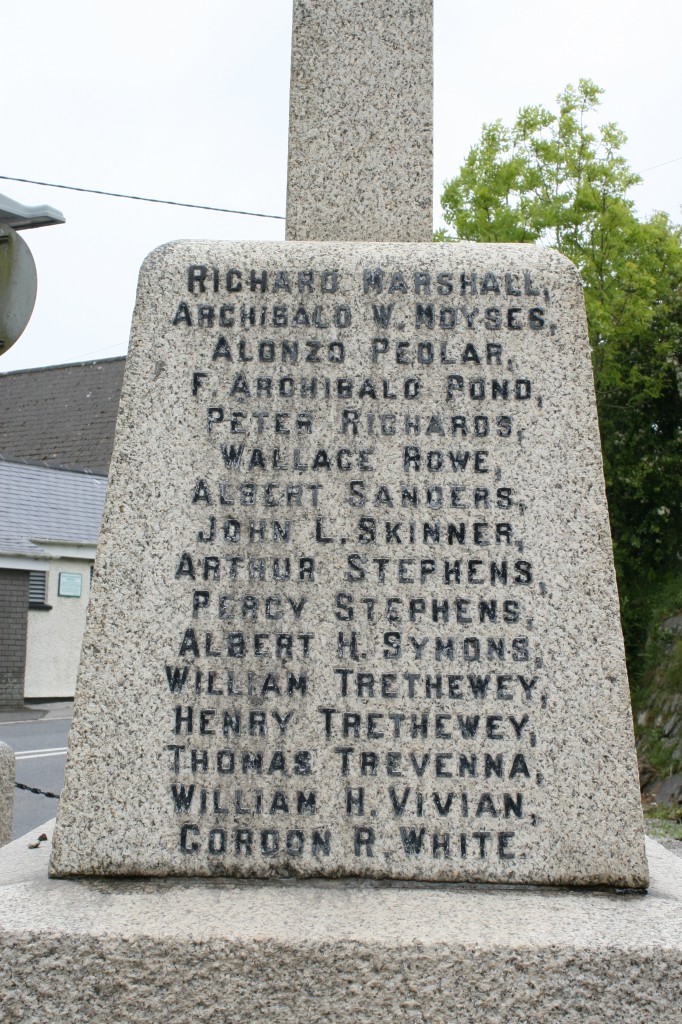 RICHARD MARSHALL,
ARCHIBALD W. MOYSES,
ALONZO PEDLAR,
F. ARCHIBALD POND,
PETER RICHARDS,
WALLACE ROWE,
ALBERT SANDERS,
JOHN L. SKINNER,
ARTHUR STEPHENS,
PERCY STEPHENS,
ALBERT H. SYMONS,
WILLIAM TRETHEWEY,
HENRY TRETHEWEY,
THOMAS TREVENNA,
WILLIAM H. VIVIAN,
GORDON R. WHITE.